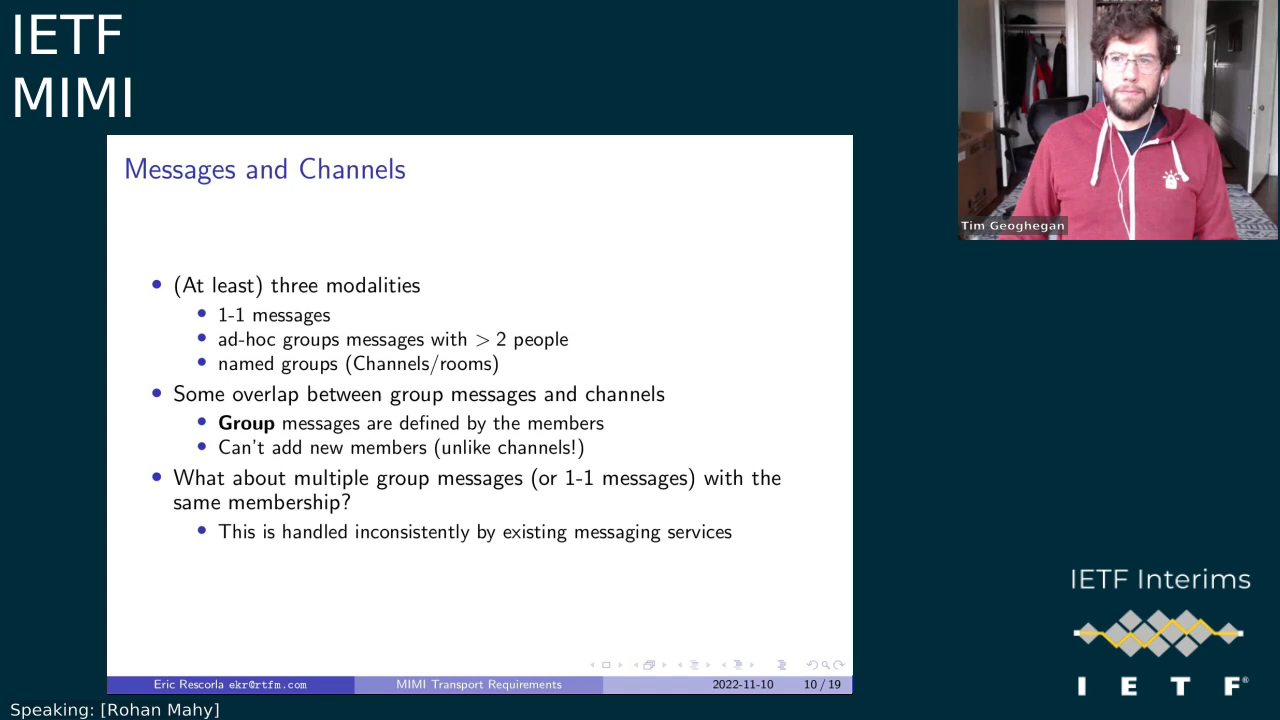 IETF
MIMI
Tim Geoghegan
Messages and Channels
(At least) three modalities
1-1 messages
ad-hoc groups messages with > 2 people
named groups (Channels/rooms)
Some overlap between group messages and channels
Group messages are defined by the members
Can't add new members (unlike channels!)
What about multiple group messages (or 1-1 messages) with the
same membership?
This is handled inconsistently by existing messaging services
Eric Rescorla ekr@rtfm.com MIMI Transport Requirements 2022-11-10 10 / 19
IETF Interims
I E T F®
Speaking: [Rohan Mahy]